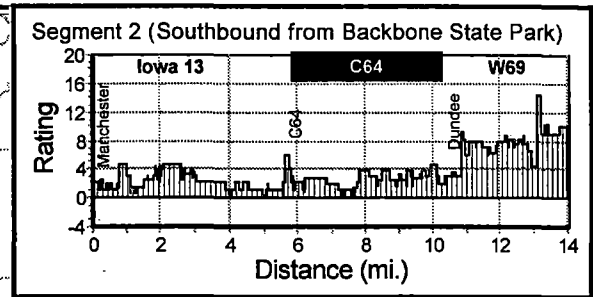 Segment 2 (Southbound from Backbone State Park)
Iowa 13
C64
W69
20
16
12
8
4
0
-4
Rating
Manchester
C64
Dundee
0 2 4 6 8 10 12 14
Distance (mi.)